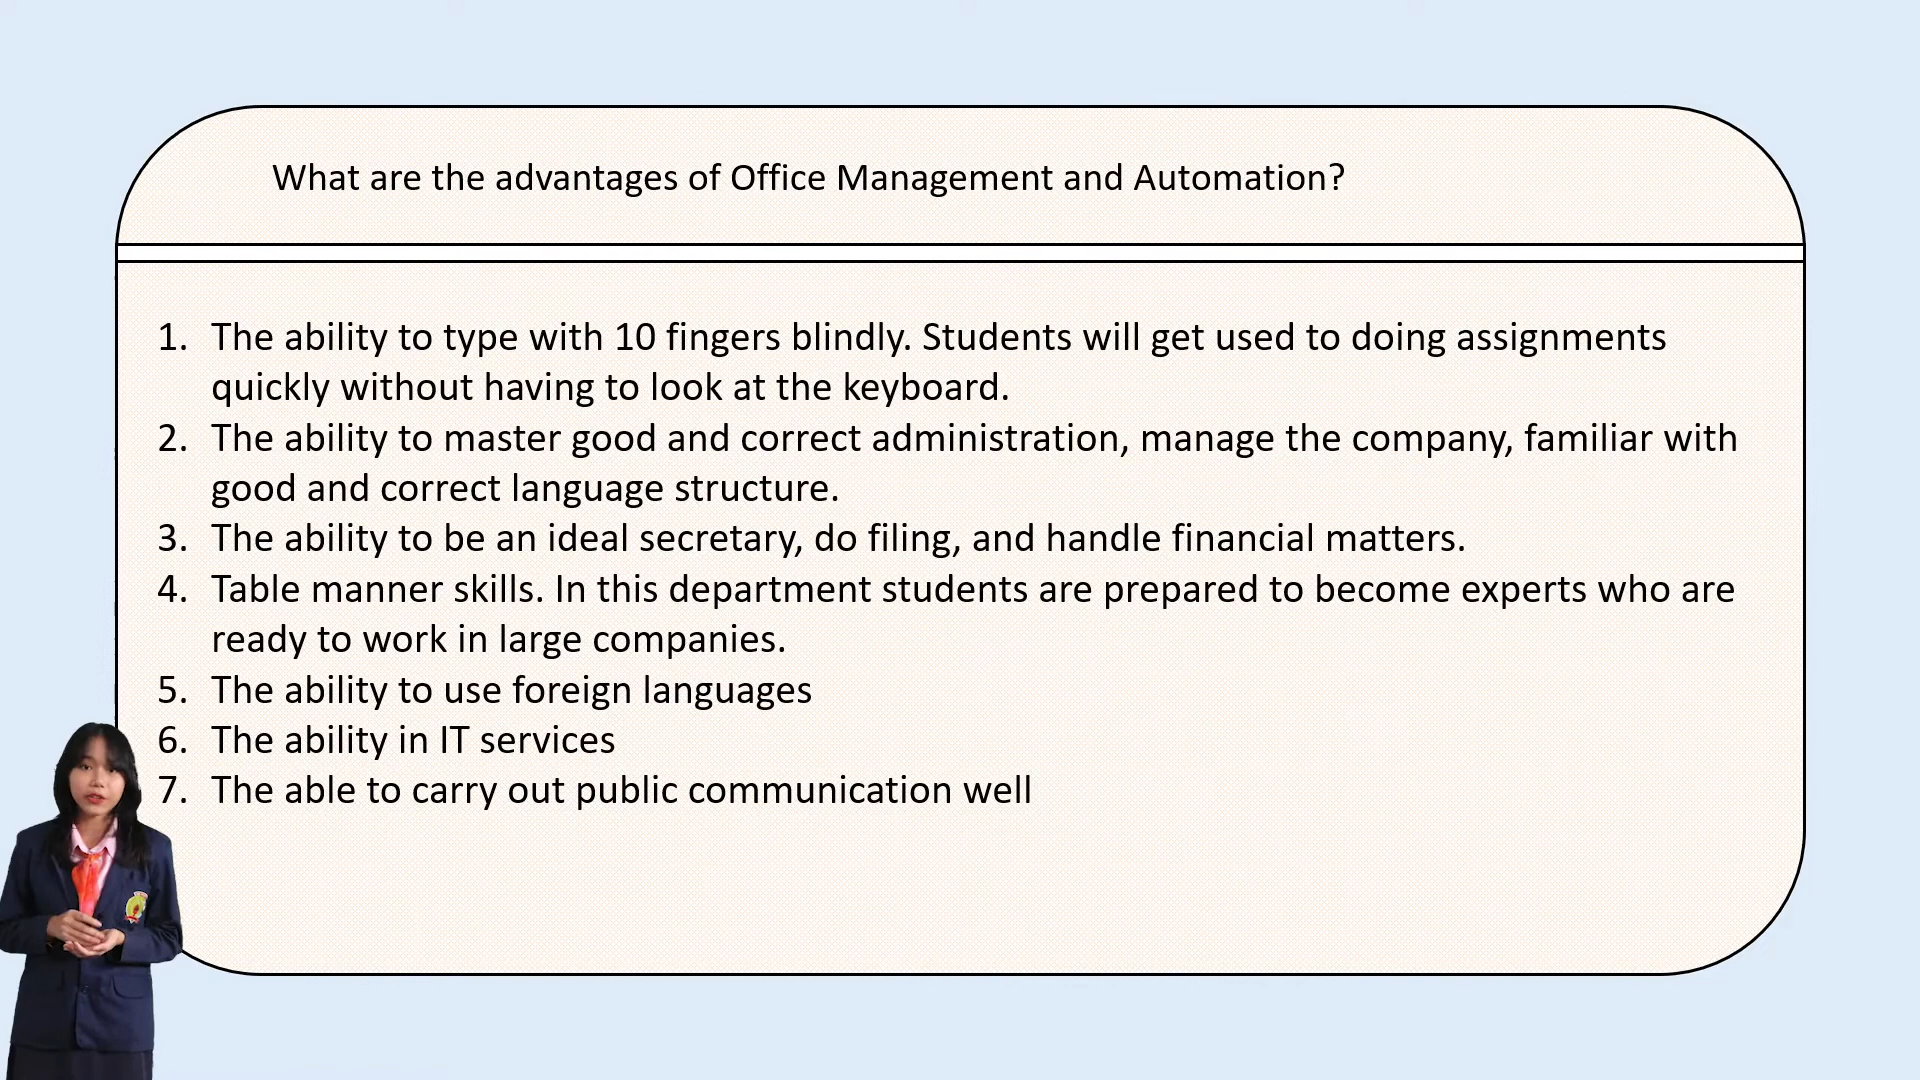 What are the advantages of Office Management and Automation?
1. The ability to type with 10 fingers blindly. Students will get used to doing assignments
quickly without having to look at the keyboard.
2. The ability to master good and correct administration, manage the company, familiar with
good and correct language structure.
3. The ability to be an ideal secretary, do filing, and handle financial matters.
4. Table manner skills. In this department students are prepared to become experts who are
ready to work in large companies.
5. The ability to use foreign languages
6. The ability in IT services
7. The able to carry out public communication well